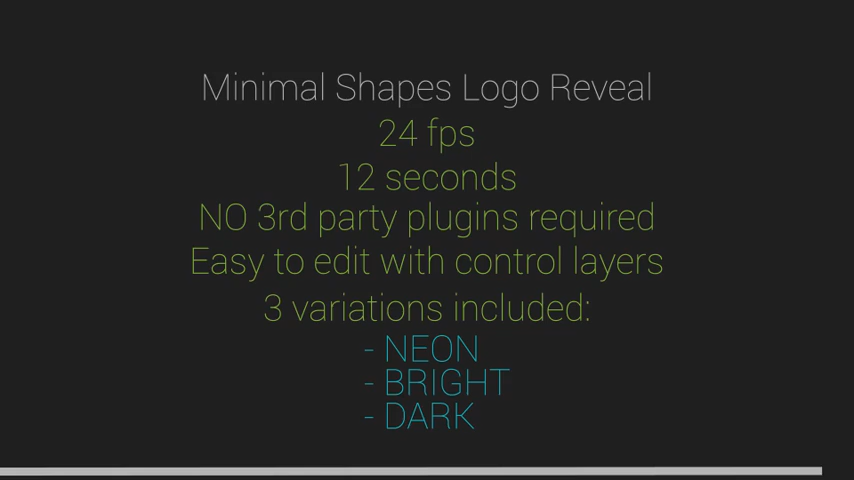 Minimal Shapes Logo Reveal
24 fps
12 seconds
NO 3rd party plugins required
Easy to edit with control layers
3 variations included:
- NEON
- BRIGHT
- DARK